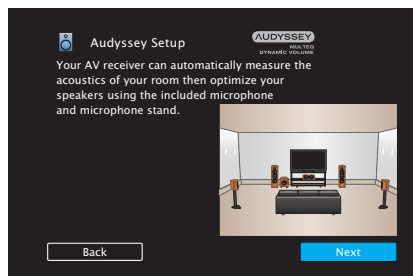 Audyssey Setup
AUDYSSEY
MULTEQ
DYNAMIC VOLUME
Your AV receiver can automatically measure the
acoustics of your room then optimize your
speakers using the included microphone
and microphone stand.
Back
Next